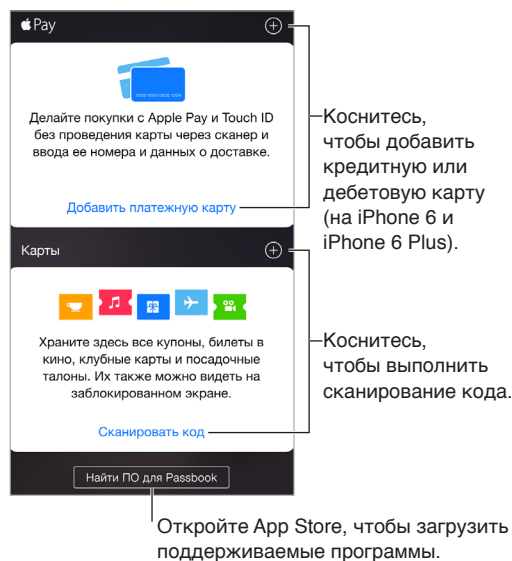 Pay
Делайте покупки с Apple Pay и Touch ID
без проведения карты через сканер и
ввода ее номера и данных о доставке.
Добавить платежную карту
Коснитесь,
чтобы добавить
кредитную или
дебетовую карту
(на iPhone 6 и
iPhone 6 Plus).
Карты
Храните здесь все купоны, билеты в
кино, клубные карты и посадочные
талоны. Их также можно видеть на
заблокированном экране.
Сканировать код
Коснитесь,
чтобы выполнить
сканирование кода.
Найти ПО для Passbook
Откройте App Store, чтобы загрузить
поддерживаемые программы.